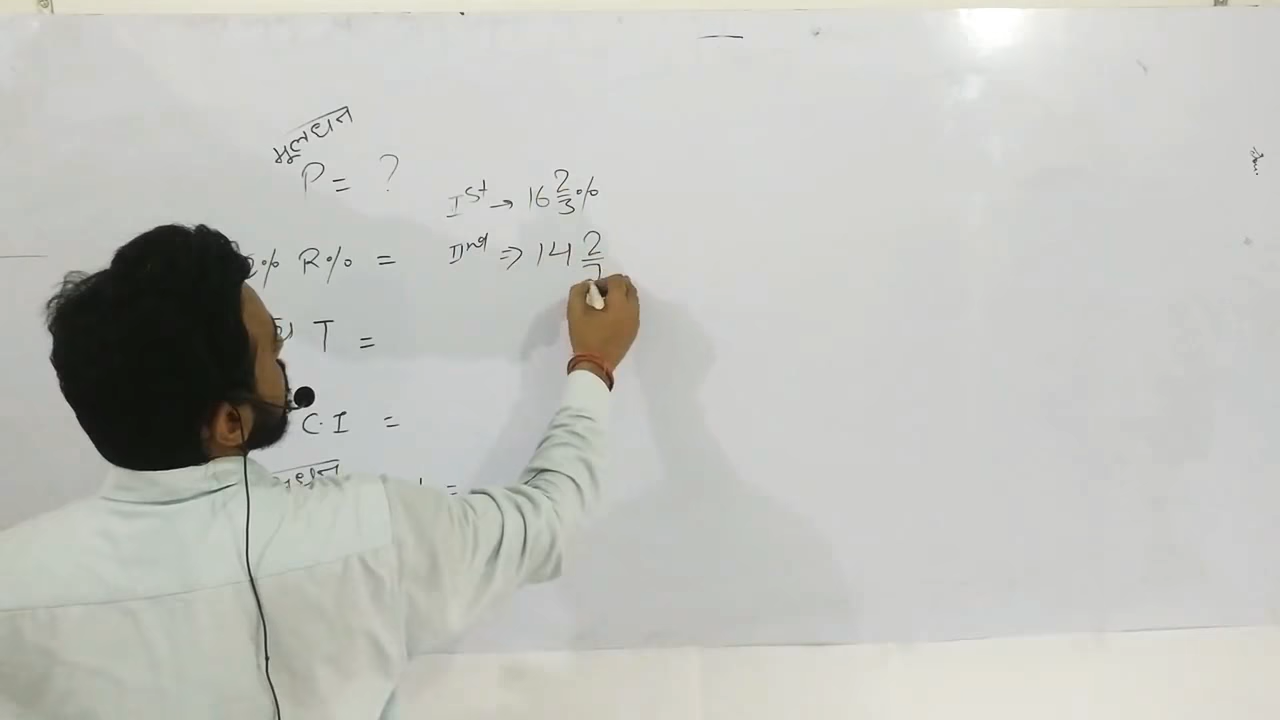 मूलधन
P = ?
Ist → 16 2/3 %
% R% = IInd ⇒ 14 2/7
T =
C.I =
=